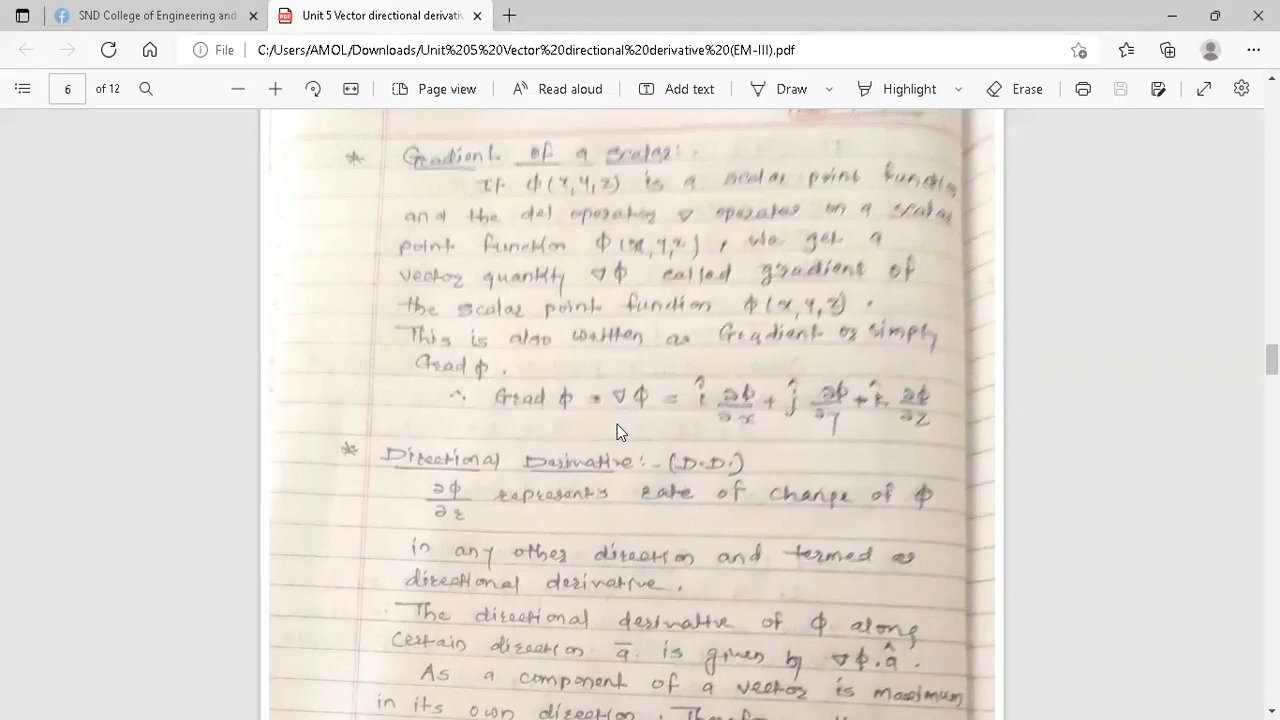 SND College of Engineering and
Unit 5 Vector directional derivativ
File
C:/Users/AMOL/Downloads/Unit%205%20Vector%20directional%20derivative%20(EM-III).pdf
6 of 12
Page view
Read aloud
Add text
Draw
Highlight
Erase
* Gradient of a scalar:
If ϕ(x,y,z) is a scalar point function
and the del operator ∇ operates on a scalar
point function ϕ(x,y,z), we get a
vector quantity ∇ϕ called gradient of
the scalar point function ϕ(x,y,z).
This is also written as Gradient or simply
Grad ϕ.
∴ Grad ϕ = ∇ϕ = î ∂ϕ/∂x + ĵ ∂ϕ/∂y + k̂ ∂ϕ/∂z
* Directional Derivative:- (D.D.)
∂ϕ/∂r represents rate of change of ϕ
in any other direction and termed as
directional derivative.
The directional derivative of ϕ along
certain direction a̅ is given by ∇ϕ.â.
As a component of a vector is maximum
in its own direction.